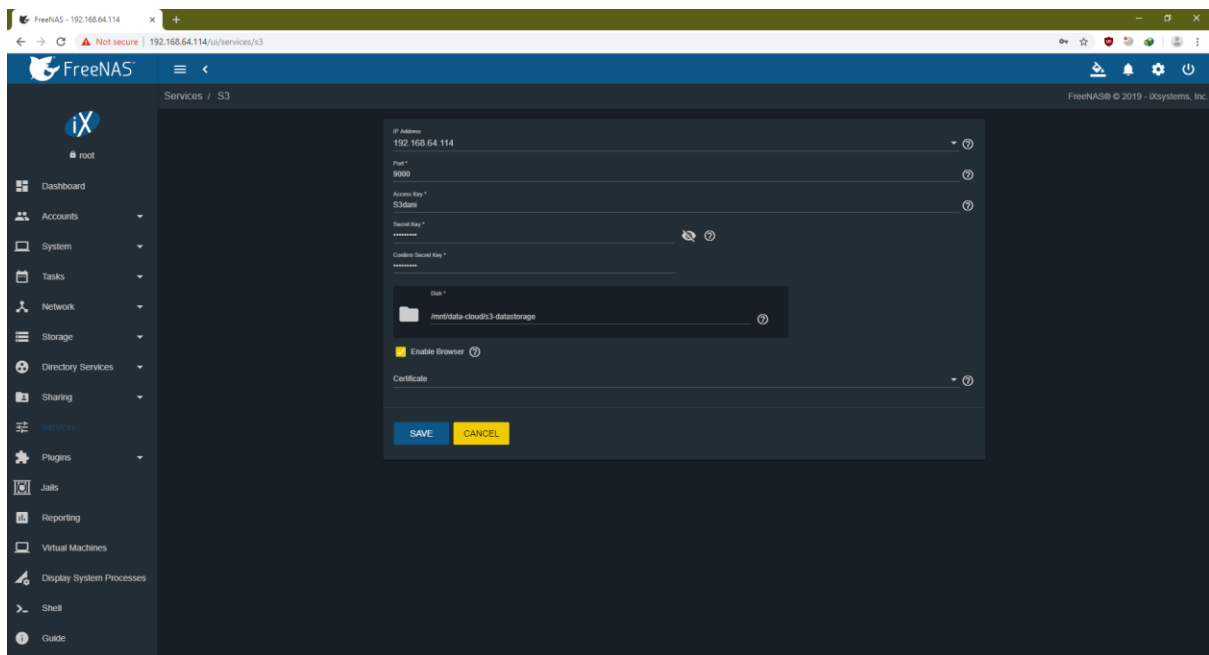 FreeNAS - 192.168.64.114
Not secure 192.168.64.114/ui/services/s3
FreeNAS
Services / S3
FreeNAS® © 2019 - iXsystems, Inc.
iX
root
Dashboard
Accounts
System
Tasks
Network
Storage
Directory Services
Sharing
Services
Plugins
Jails
Reporting
Virtual Machines
Display System Processes
Shell
Guide
IP Address
192.168.64.114
Port *
9000
Access Key *
S3dani
Secret Key *
•••••••••
Confirm Secret Key *
•••••••••
Disk *
/mnt/data-cloud/s3-datastorage
Enable Browser
Certificate
SAVE CANCEL